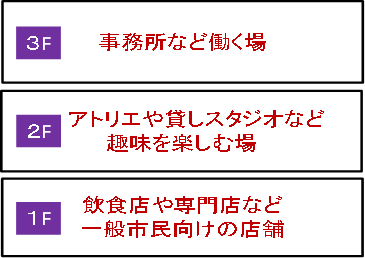 3F 事務所など働く場
2F アトリエや貸しスタジオなど
趣味を楽しむ場
1F 飲食店や専門店など
一般市民向けの店舗